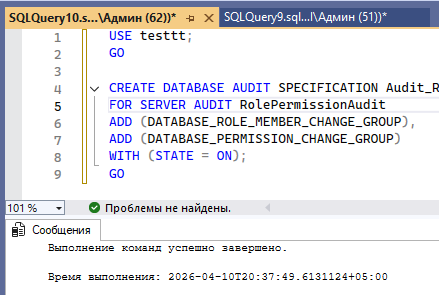 SQLQuery10.s...\Админ (62))*
SQLQuery9.sql...l\Админ (51))*
1 USE testtt;
2 GO
3
4 CREATE DATABASE AUDIT SPECIFICATION Audit_R
5 FOR SERVER AUDIT RolePermissionAudit
6 ADD (DATABASE_ROLE_MEMBER_CHANGE_GROUP),
7 ADD (DATABASE_PERMISSION_CHANGE_GROUP)
8 WITH (STATE = ON);
9 GO
101 %
Проблемы не найдены.
Сообщения
Выполнение команд успешно завершено.
Время выполнения: 2026-04-10T20:37:49.6131124+05:00